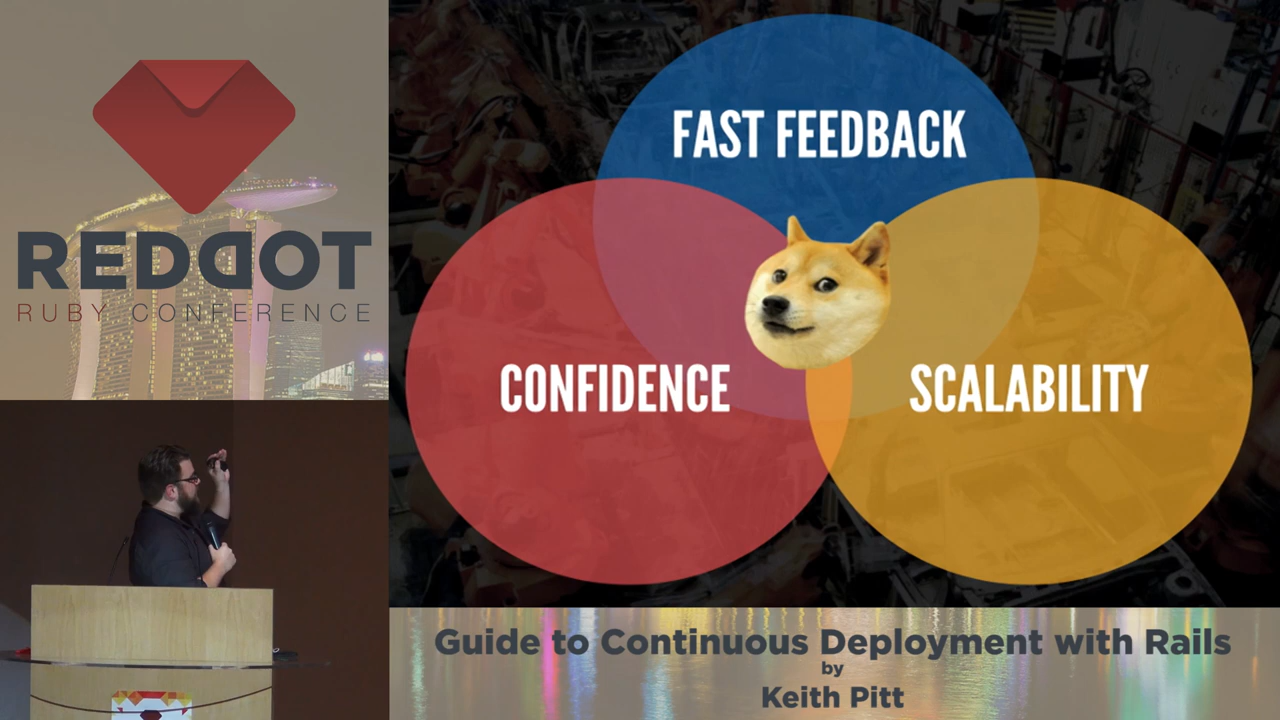 REDDOT
RUBY CONFERENCE
FAST FEEDBACK
CONFIDENCE
SCALABILITY
Guide to Continuous Deployment with Rails
by
Keith Pitt